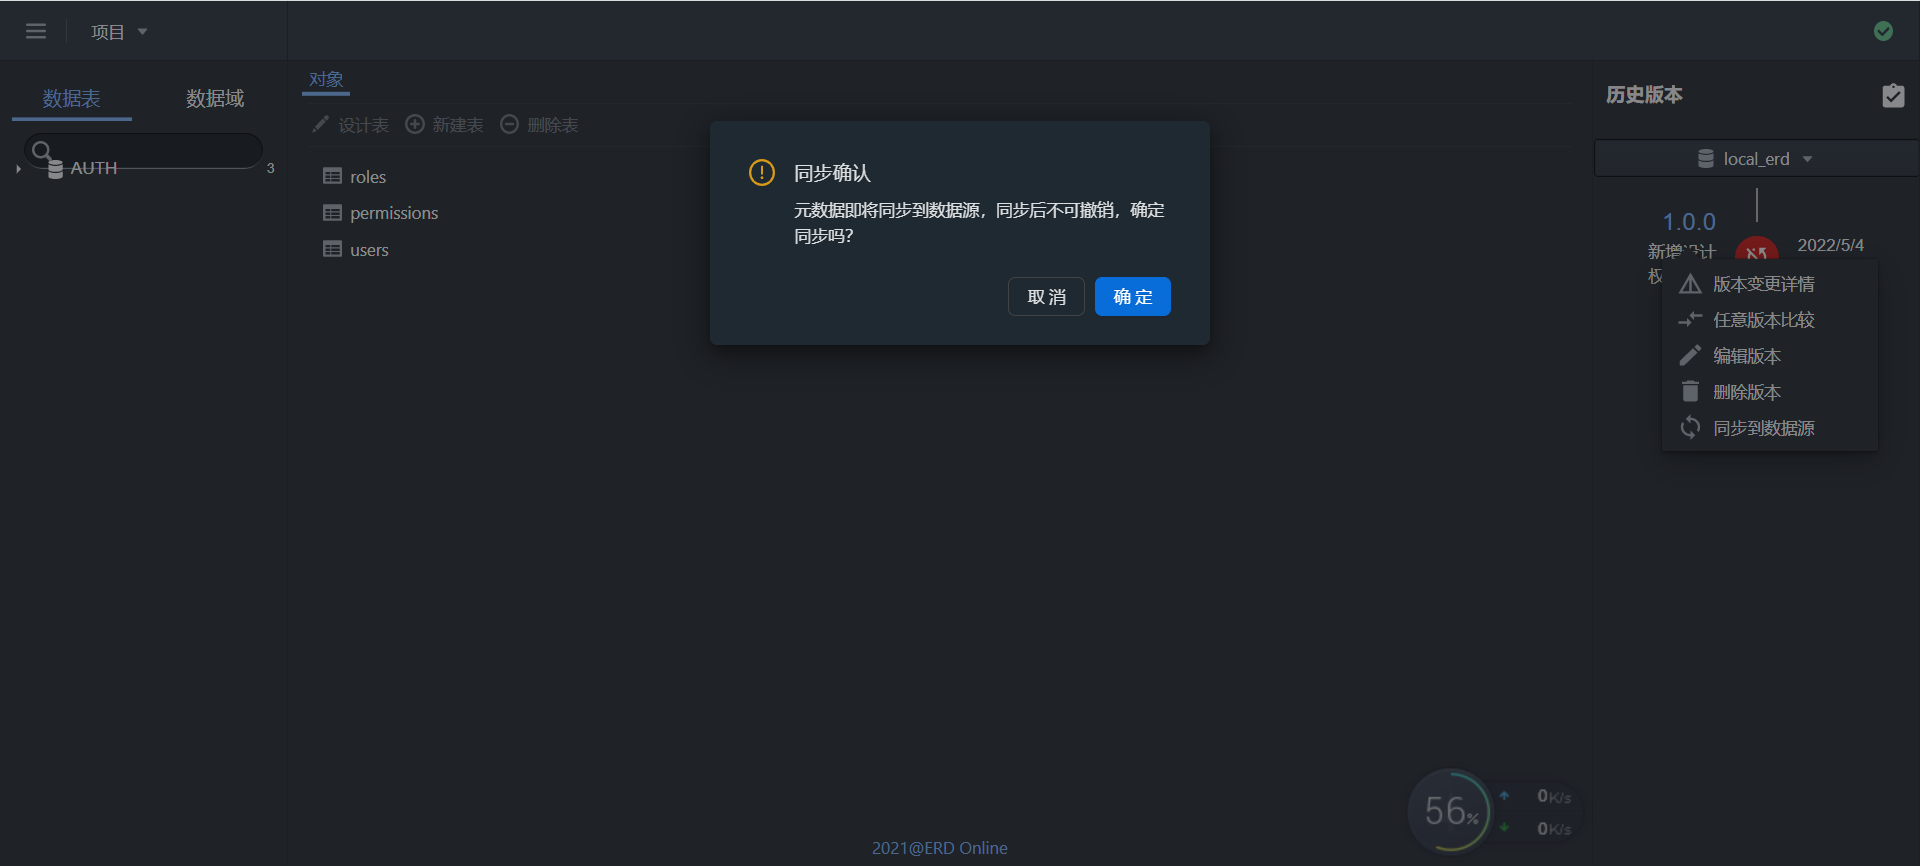 项目
数据表
数据域
AUTH
3
对象
设计表
新建表
删除表
roles
permissions
users
同步确认
元数据即将同步到数据源，同步后不可撤销，确定
同步吗？
取 消
确 定
历史版本
local_erd
1.0.0
新增设计
权
2022/5/4
版本变更详情
任意版本比较
编辑版本
删除版本
同步到数据源
56%
0K/s
0K/s
2021@ERD Online